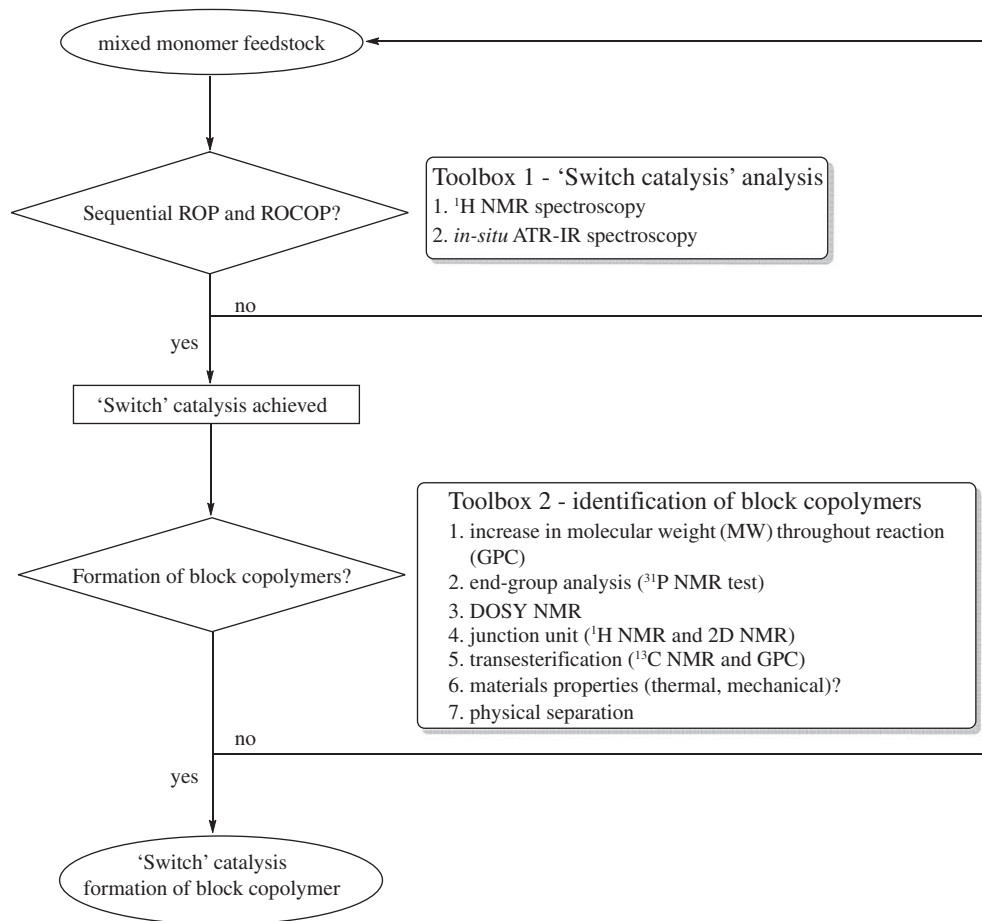 mixed monomer feedstock
Sequential ROP and ROCOP?
Toolbox 1 - ‘Switch catalysis’ analysis
1. ¹H NMR spectroscopy
2. in-situ ATR-IR spectroscopy
no
yes
‘Switch’ catalysis achieved
Formation of block copolymers?
Toolbox 2 - identification of block copolymers
1. increase in molecular weight (MW) throughout reaction
(GPC)
2. end-group analysis (³¹P NMR test)
3. DOSY NMR
4. junction unit (¹H NMR and 2D NMR)
5. transesterification (¹³C NMR and GPC)
6. materials properties (thermal, mechanical)?
7. physical separation
no
yes
‘Switch’ catalysis
formation of block copolymer